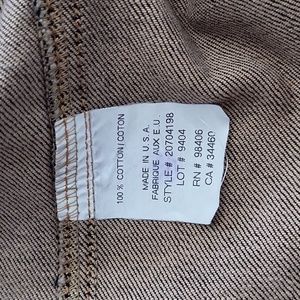 100 % COTTON / COTON
MADE IN U.S.A.
FABRIQUE AUX E.U.
STYLE# 20704198
LOT # 9404
RN # 98406
CA # 34460